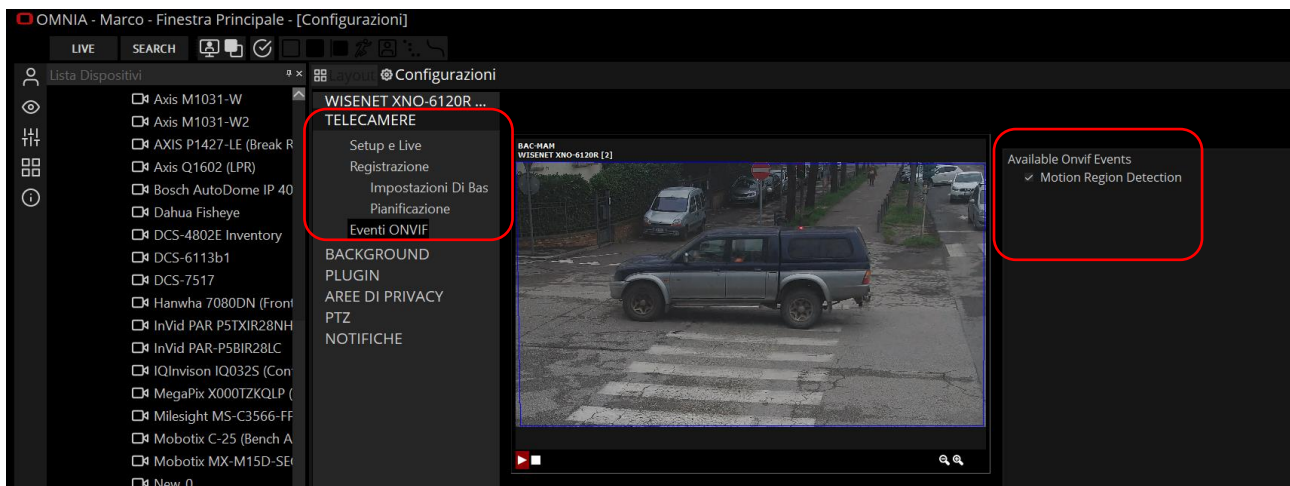 OMNIA - Marco - Finestra Principale - [Configurazioni]
LIVE SEARCH
Lista Dispositivi
Layout Configurazioni
Axis M1031-W
Axis M1031-W2
AXIS P1427-LE (Break R
Axis Q1602 (LPR)
Bosch AutoDome IP 40
Dahua Fisheye
DCS-4802E Inventory
DCS-6113b1
DCS-7517
Hanwha 7080DN (Front
InVid PAR P5TXIR28NH
InVid PAR-P5BIR28LC
IQInvison IQ032S (Con
MegaPix X000TZKQLP (
Milesight MS-C3566-FP
Mobotix C-25 (Bench A
Mobotix MX-M15D-SE
New_0
WISENET XNO-6120R ...
TELECAMERE
Setup e Live
Registrazione
Impostazioni Di Bas
Pianificazione
Eventi ONVIF
BACKGROUND
PLUGIN
AREE DI PRIVACY
PTZ
NOTIFICHE
BAC-MAM
WISENET XNO-6120R [2]
Available Onvif Events
Motion Region Detection